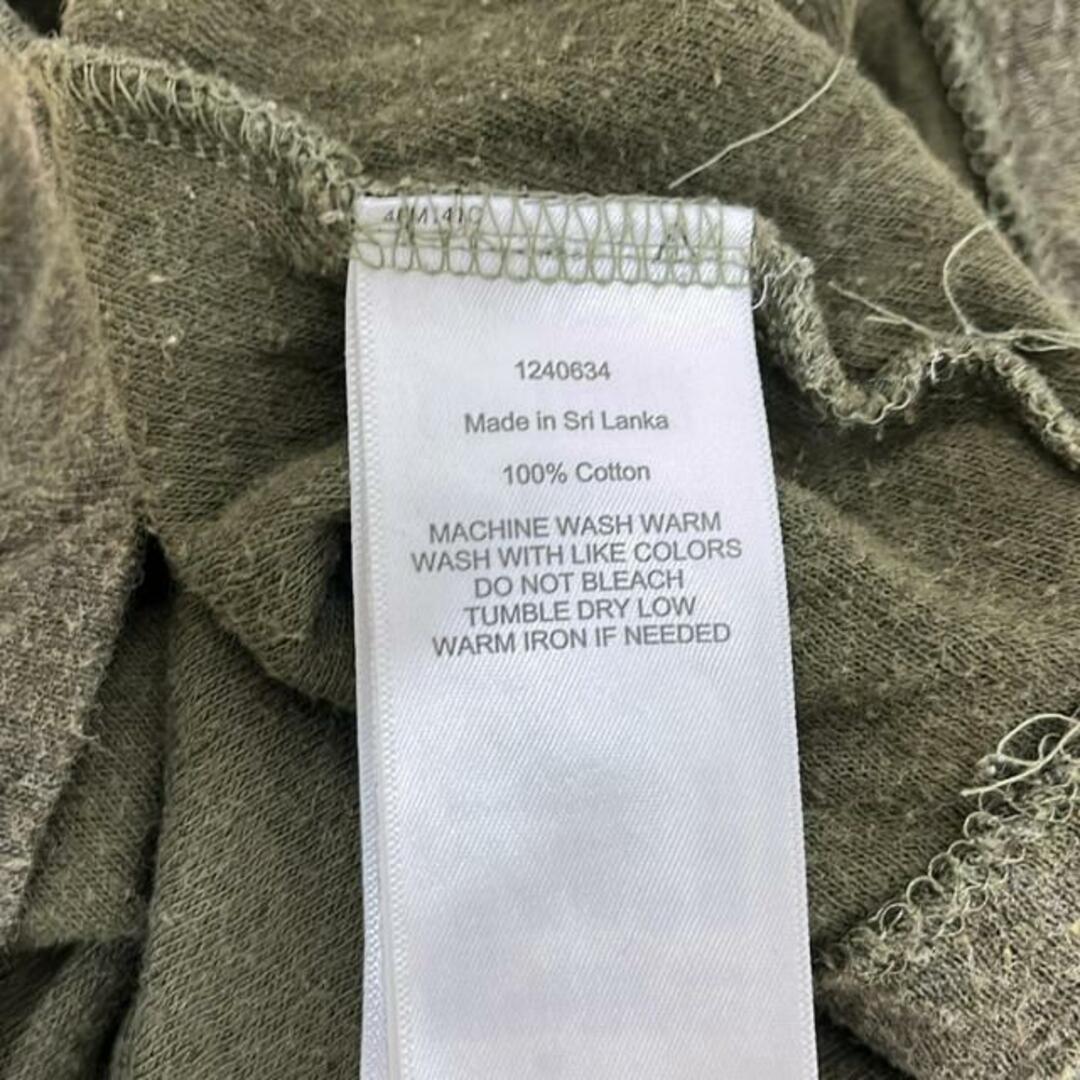 1240634
Made in Sri Lanka
100% Cotton
MACHINE WASH WARM
WASH WITH LIKE COLORS
DO NOT BLEACH
TUMBLE DRY LOW
WARM IRON IF NEEDED